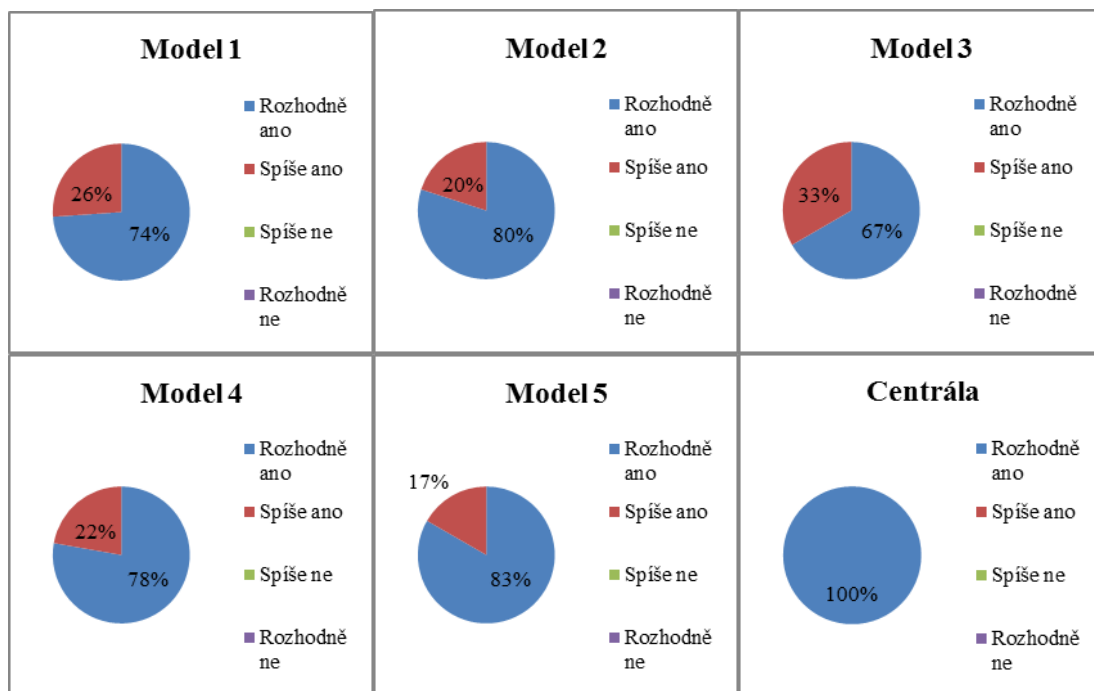 Model 1
Rozhodně
ano
Spíše ano
Spíše ne
Rozhodně
ne
26%
74%
Model 2
Rozhodně
ano
Spíše ano
Spíše ne
Rozhodně
ne
20%
80%
Model 3
Rozhodně
ano
Spíše ano
Spíše ne
Rozhodně
ne
33%
67%
Model 4
Rozhodně
ano
Spíše ano
Spíše ne
Rozhodně
ne
22%
78%
Model 5
Rozhodně
ano
Spíše ano
Spíše ne
Rozhodně
ne
17%
83%
Centrála
Rozhodně
ano
Spíše ano
Spíše ne
Rozhodně
ne
100%